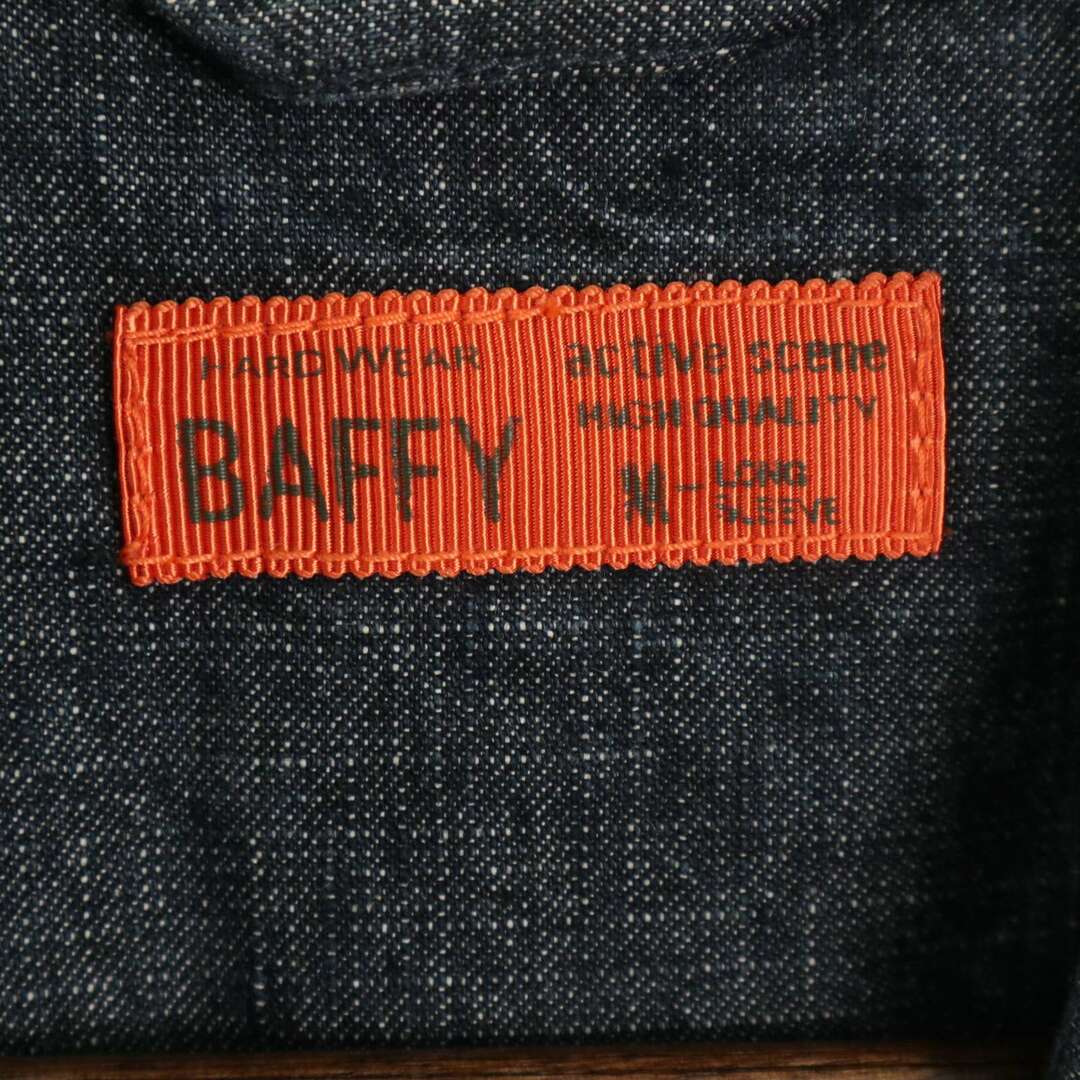 HARD WEAR
BAFFY
active scene
HIGH QUALITY
M - LONG
SLEEVE